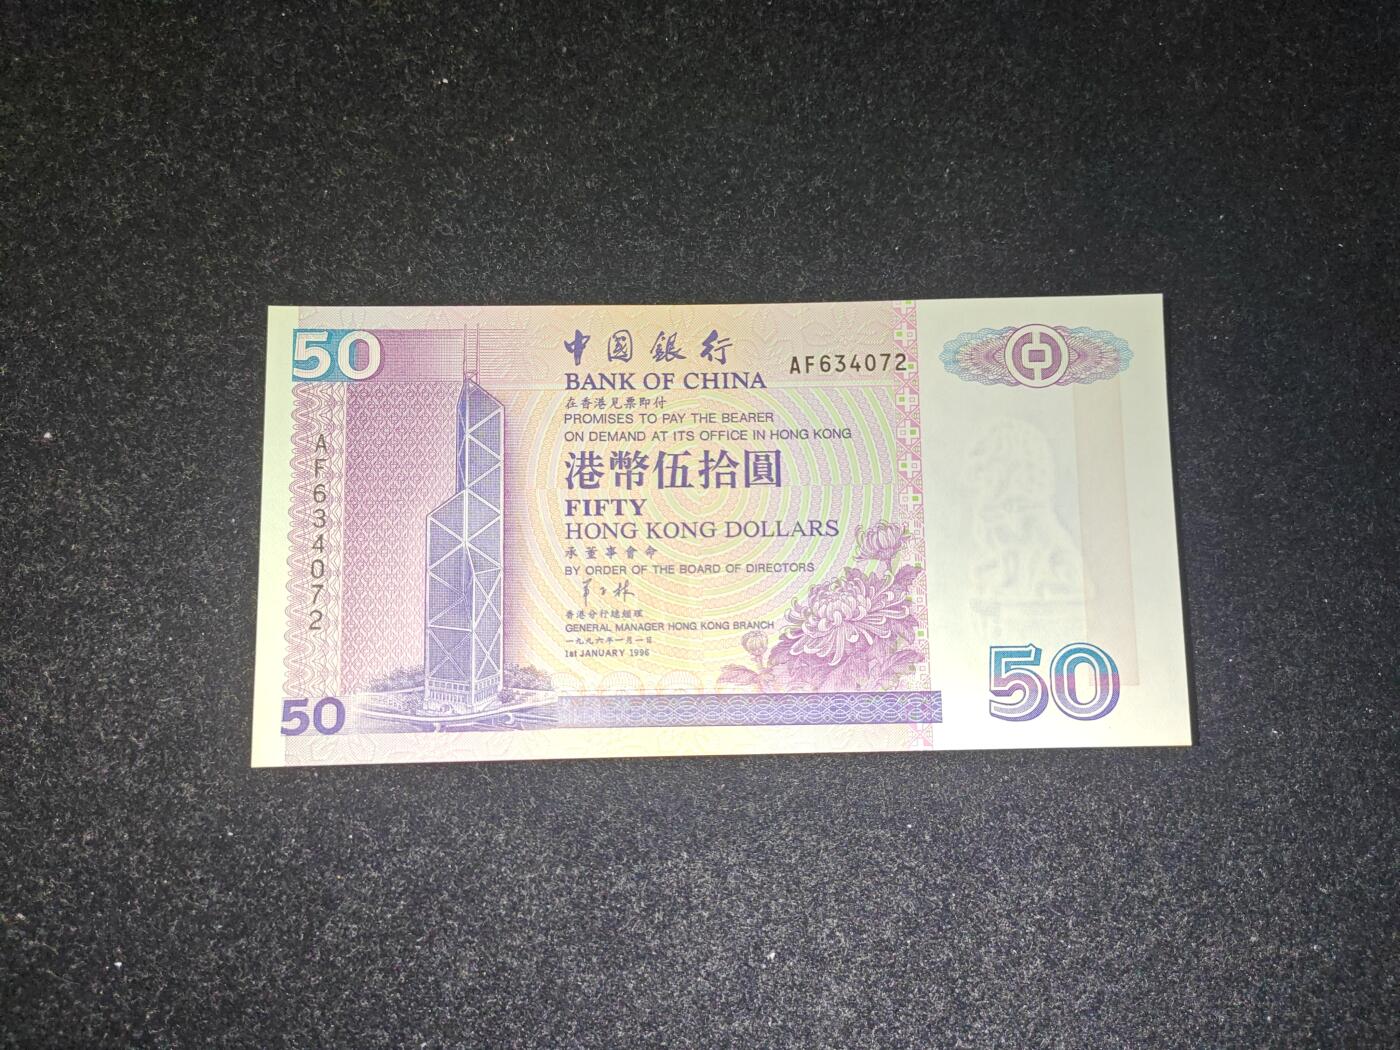 50
中國銀行
AF634072
BANK OF CHINA
在香港見票即付
PROMISES TO PAY THE BEARER
ON DEMAND AT ITS OFFICE IN HONG KONG
港幣伍拾圓
FIFTY
HONG KONG DOLLARS
承董事會命
BY ORDER OF THE BOARD OF DIRECTORS
香港分行總經理
GENERAL MANAGER HONG KONG BRANCH
一九九六年一月一日
1st JANUARY 1996
AF634072
50
50